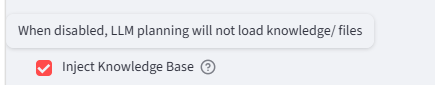 When disabled, LLM planning will not load knowledge/ files
Inject Knowledge Base